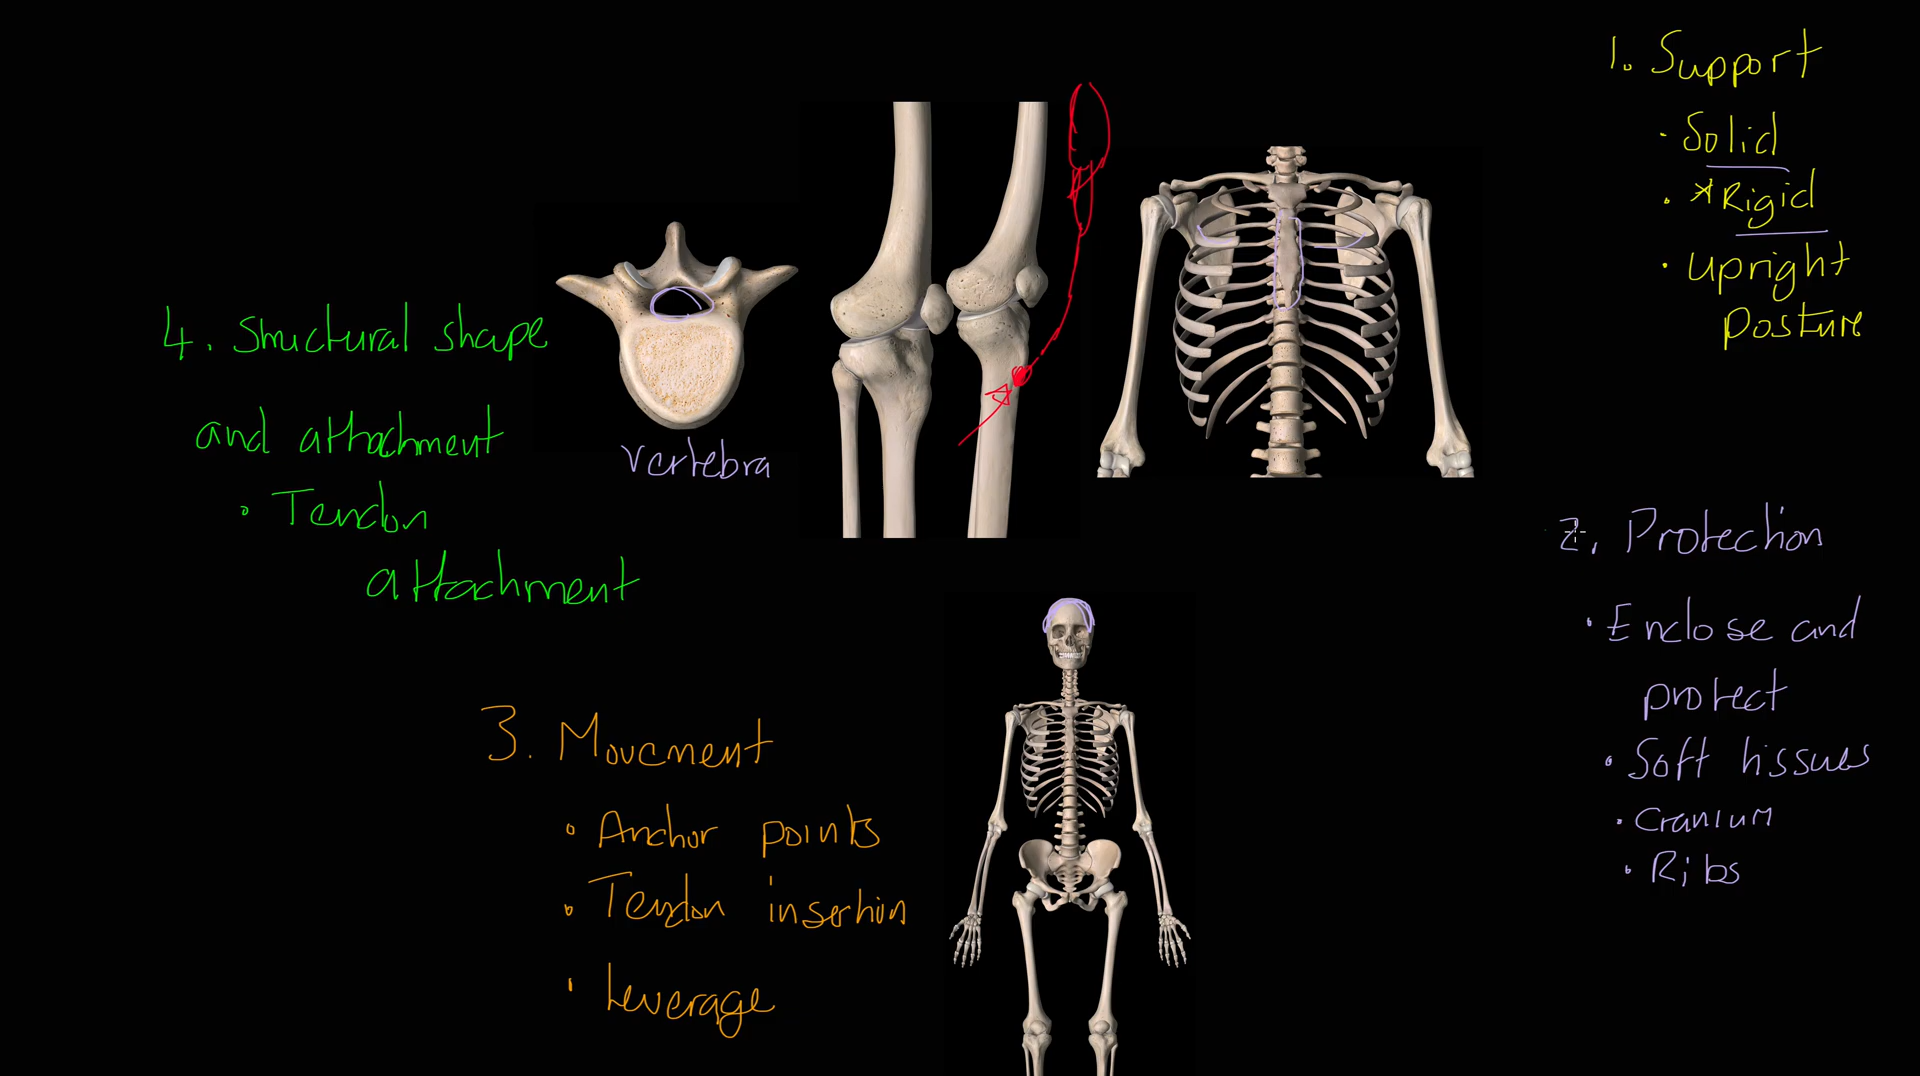 1. Support
• Solid
• *Rigid
• Upright
Posture
2. Protection
• Enclose and
protect
• Soft tissues
• Cranium
• Ribs
3. Movement
• Anchor points
• Tendon insertion
• Leverage
4. Structural shape
and attachment
• Tendon
attachment
Vertebra